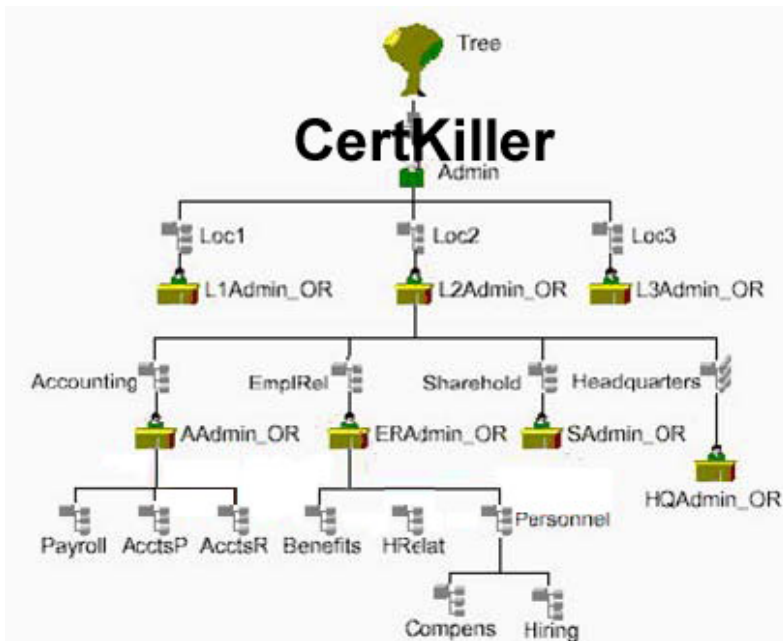 Tree
CertKiller
Admin
Loc1 Loc2 Loc3
L1Admin_OR L2Admin_OR L3Admin_OR
Accounting EmplRel Sharehold Headquarters
AAdmin_OR ERAdmin_OR SAdmin_OR
HQAdmin_OR
Payroll AcctsP AcctsR Benefits HRelat Personnel
Compens Hiring